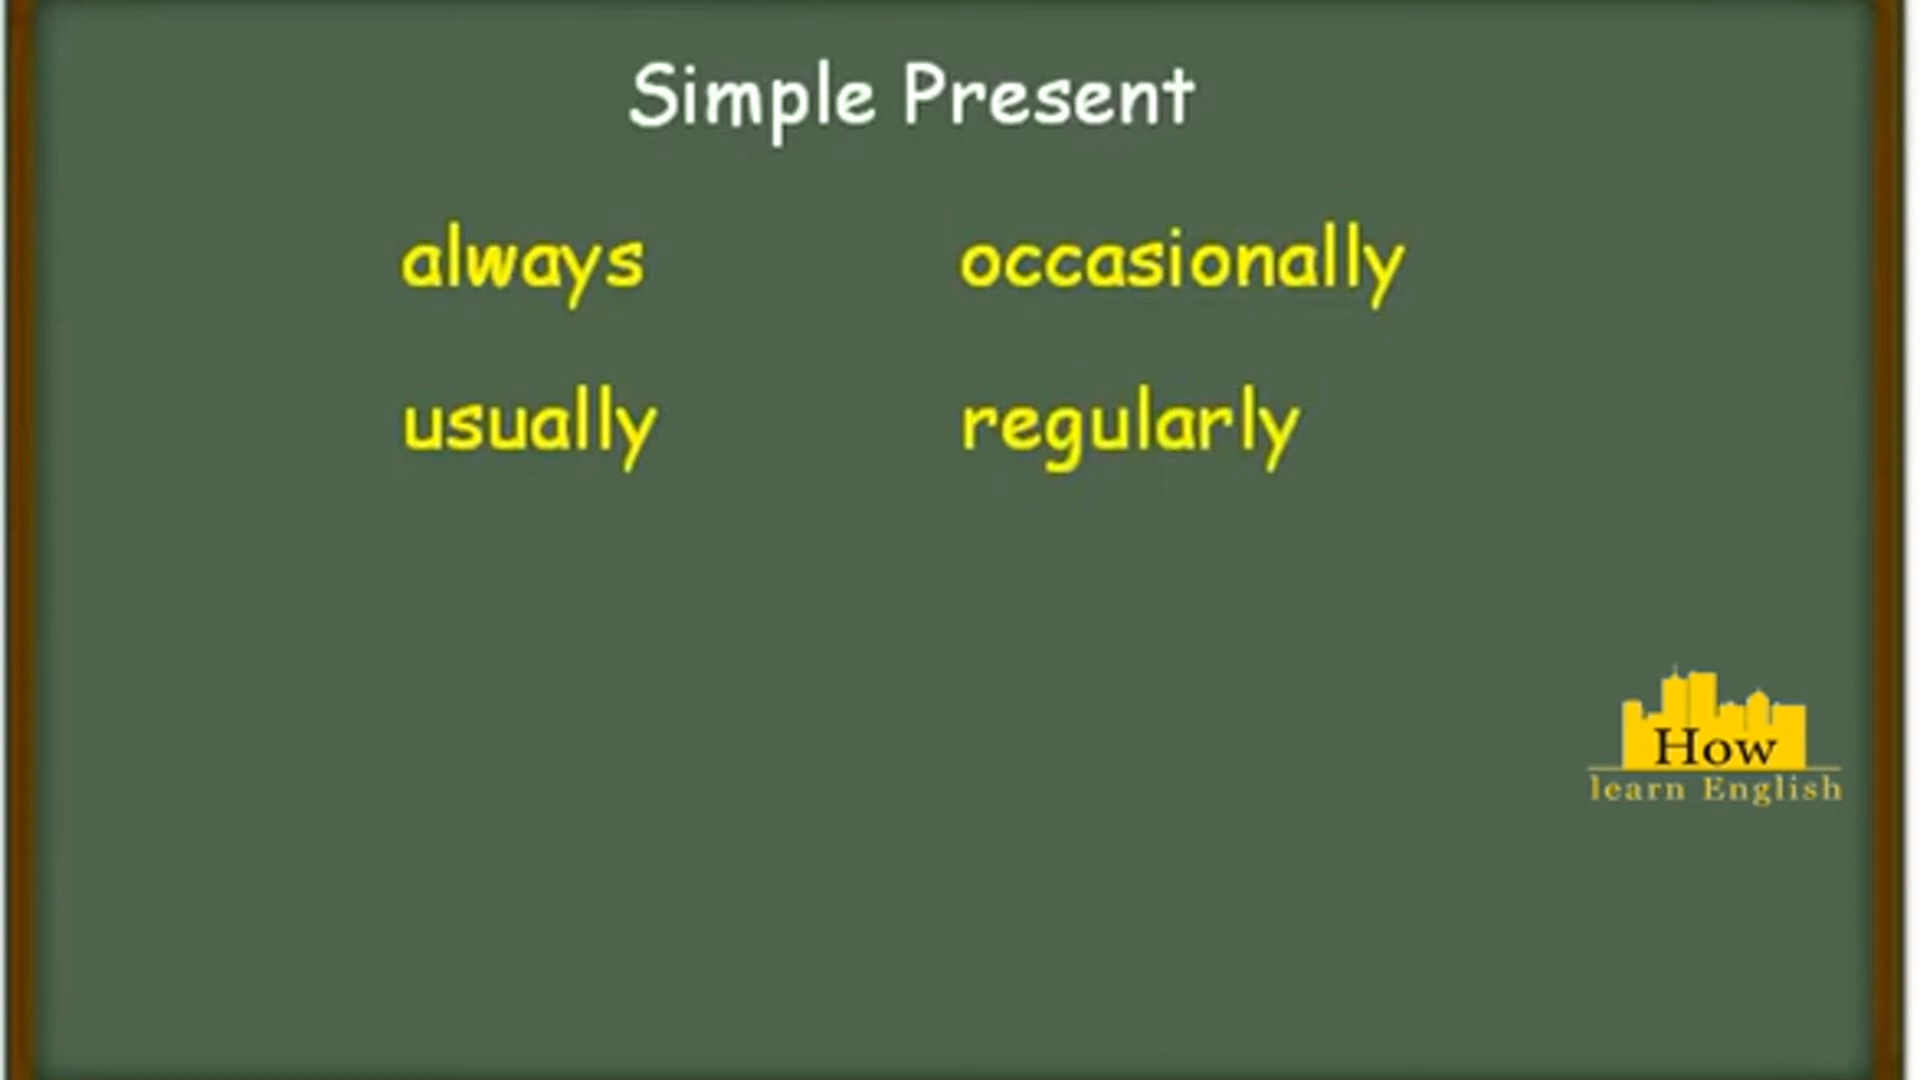 Simple Present
always occasionally
usually regularly
How
learn English